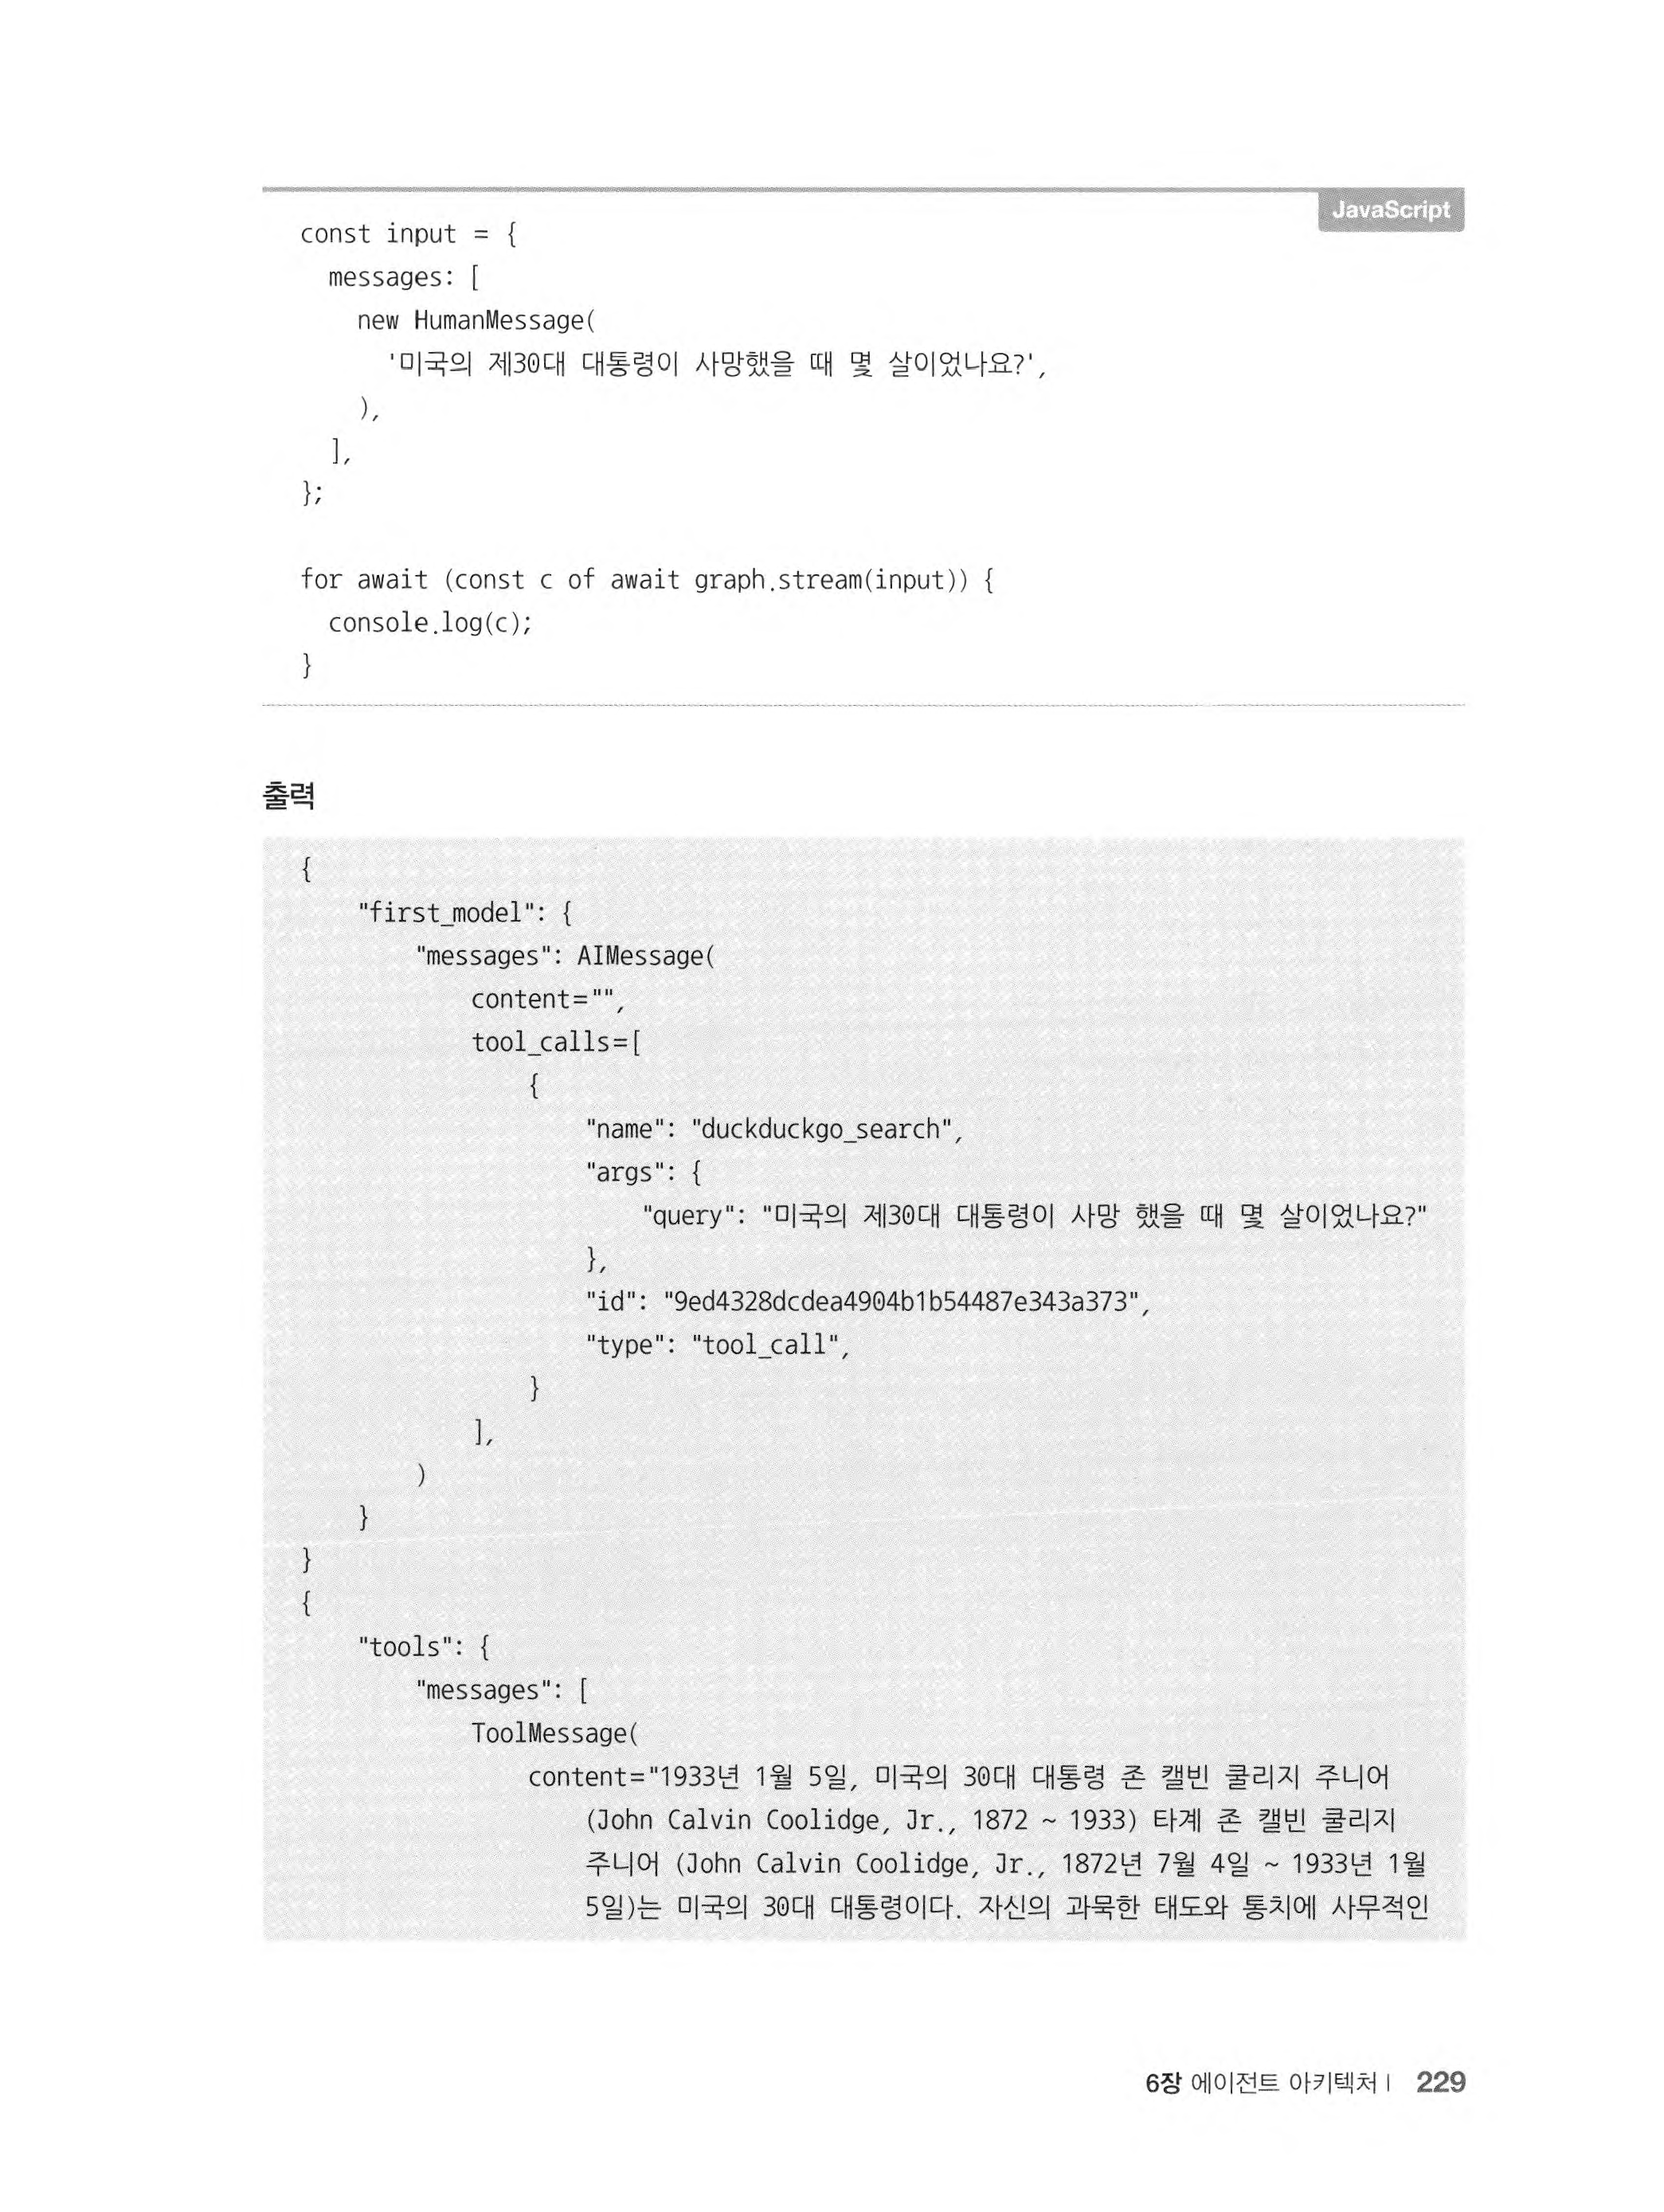 JavaScript
const input = {
  messages: [
    new HumanMessage(
      '미국의 제30대 대통령이 사망했을 때 몇 살이었나요?',
    ),
  ],
};

for await (const c of await graph.stream(input)) {
  console.log(c);
}
출력
{
    "first_model": {
        "messages": AIMessage(
            content="",
            tool_calls=[
                {
                    "name": "duckduckgo_search",
                    "args": {
                        "query": "미국의 제30대 대통령이 사망 했을 때 몇 살이었나요?"
                    },
                    "id": "9ed4328dcdea4904b1b54487e343a373",
                    "type": "tool_call",
                }
            ],
        )
    }
}
{
    "tools": {
        "messages": [
            ToolMessage(
                content="1933년 1월 5일, 미국의 30대 대통령 존 캘빈 쿨리지 주니어
                    (John Calvin Coolidge, Jr., 1872 ~ 1933) 타계 존 캘빈 쿨리지
                    주니어 (John Calvin Coolidge, Jr., 1872년 7월 4일 ~ 1933년 1월
                    5일)는 미국의 30대 대통령이다. 자신의 과묵한 태도와 통치에 사무적인
6장 에이전트 아키텍처 I 229